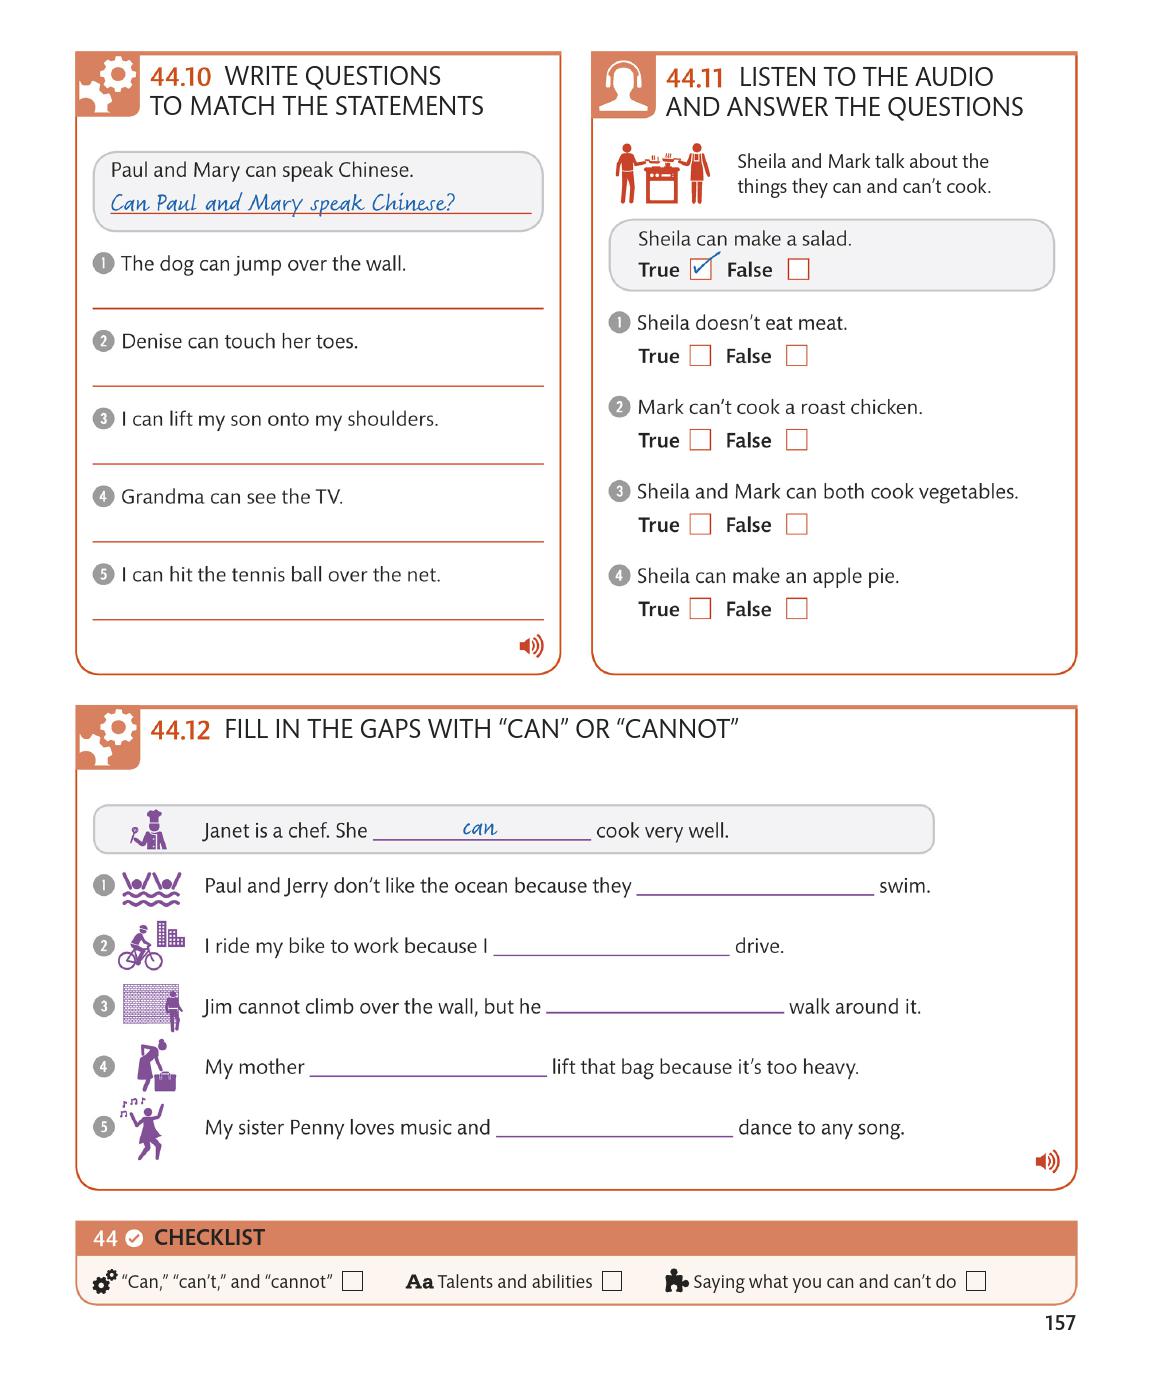 44.10 WRITE QUESTIONS
TO MATCH THE STATEMENTS
Paul and Mary can speak Chinese.
Can Paul and Mary speak Chinese?
1 The dog can jump over the wall.
2 Denise can touch her toes.
3 I can lift my son onto my shoulders.
4 Grandma can see the TV.
5 I can hit the tennis ball over the net.
44.11 LISTEN TO THE AUDIO
AND ANSWER THE QUESTIONS
Sheila and Mark talk about the
things they can and can't cook.
Sheila can make a salad.
True False
1 Sheila doesn't eat meat.
True False
2 Mark can't cook a roast chicken.
True False
3 Sheila and Mark can both cook vegetables.
True False
4 Sheila can make an apple pie.
True False
44.12 FILL IN THE GAPS WITH “CAN” OR “CANNOT”
Janet is a chef. She can cook very well.
1 Paul and Jerry don't like the ocean because they ___ swim.
2 I ride my bike to work because I ___ drive.
3 Jim cannot climb over the wall, but he ___ walk around it.
4 My mother ___ lift that bag because it's too heavy.
5 My sister Penny loves music and ___ dance to any song.
44 CHECKLIST
“Can,” “can't,” and “cannot” Aa Talents and abilities Saying what you can and can't do
157